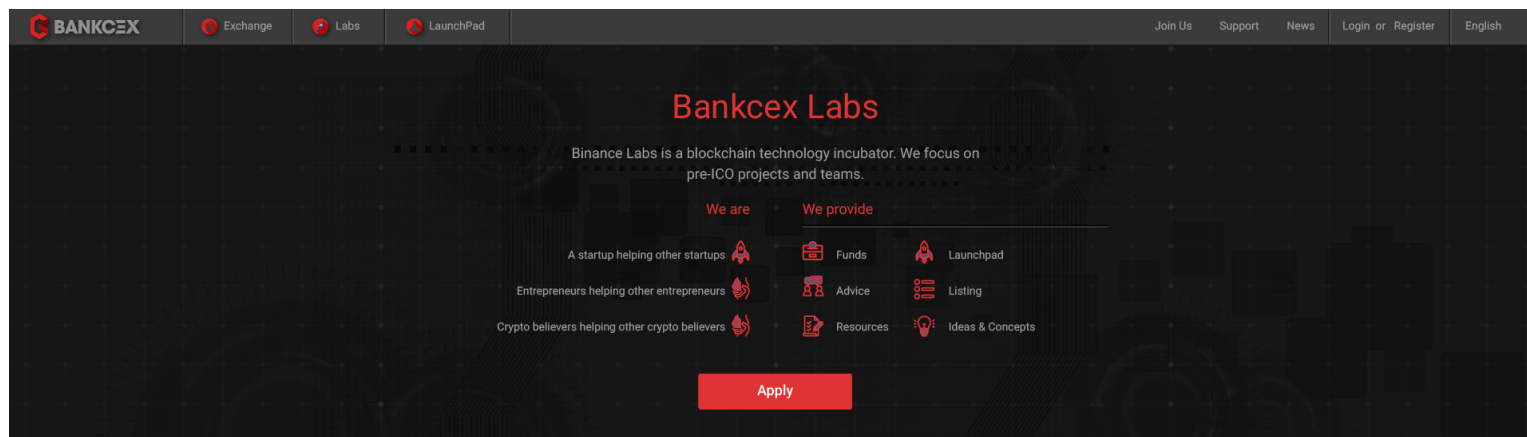 BANKCEX Exchange Labs LaunchPad Join Us Support News Login or Register English
Bankcex Labs
Binance Labs is a blockchain technology incubator. We focus on
pre-ICO projects and teams.
We are We provide
A startup helping other startups Funds Launchpad
Entrepreneurs helping other entrepreneurs Advice Listing
Crypto believers helping other crypto believers Resources Ideas & Concepts
Apply